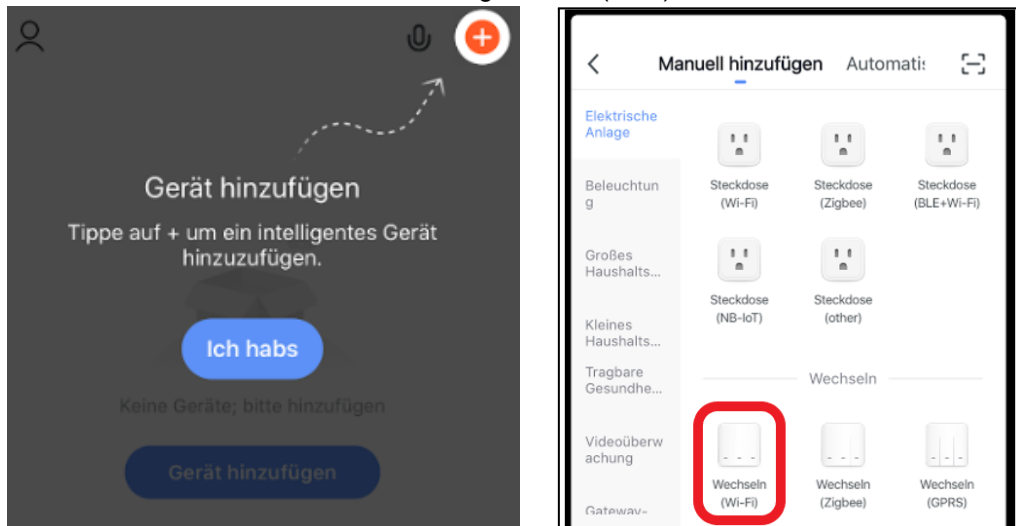 Gerät hinzufügen
Tippe auf + um ein intelligentes Gerät
hinzuzufügen.
Ich habs
Keine Geräte; bitte hinzufügen
Gerät hinzufügen
Manuell hinzufügen Automatis
Elektrische
Anlage
Beleuchtun
g
Großes
Haushalts...
Kleines
Haushalts...
Tragbare
Gesundhe...
Videoüberw
achung
Gateway-
Steckdose
(Wi-Fi)
Steckdose
(Zigbee)
Steckdose
(BLE+Wi-Fi)
Steckdose
(NB-IoT)
Steckdose
(other)
Wechseln
Wechseln
(Wi-Fi)
Wechseln
(Zigbee)
Wechseln
(GPRS)